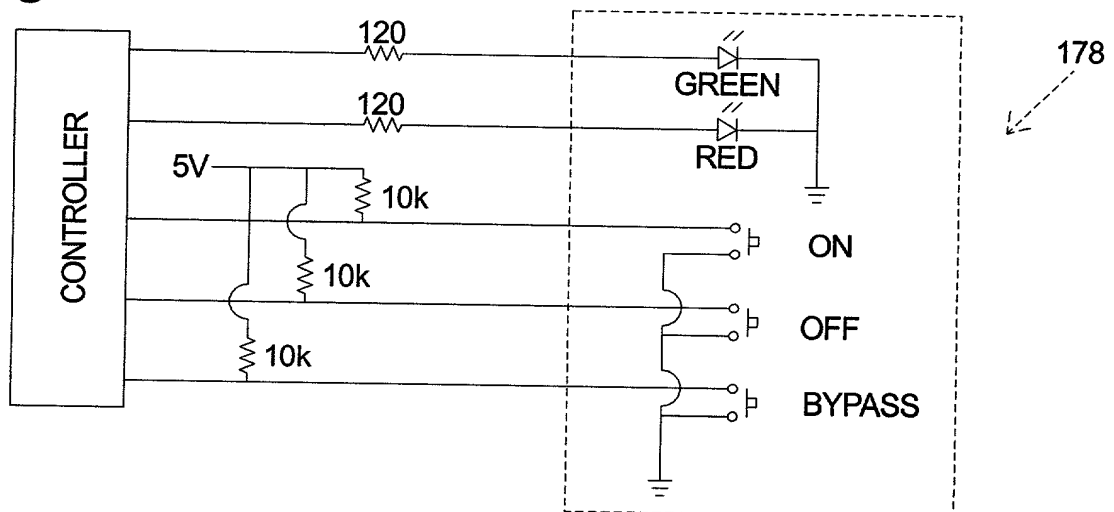 120
178
GREEN
120
RED
5V
10k
CONTROLLER
ON
10k
OFF
10k
BYPASS